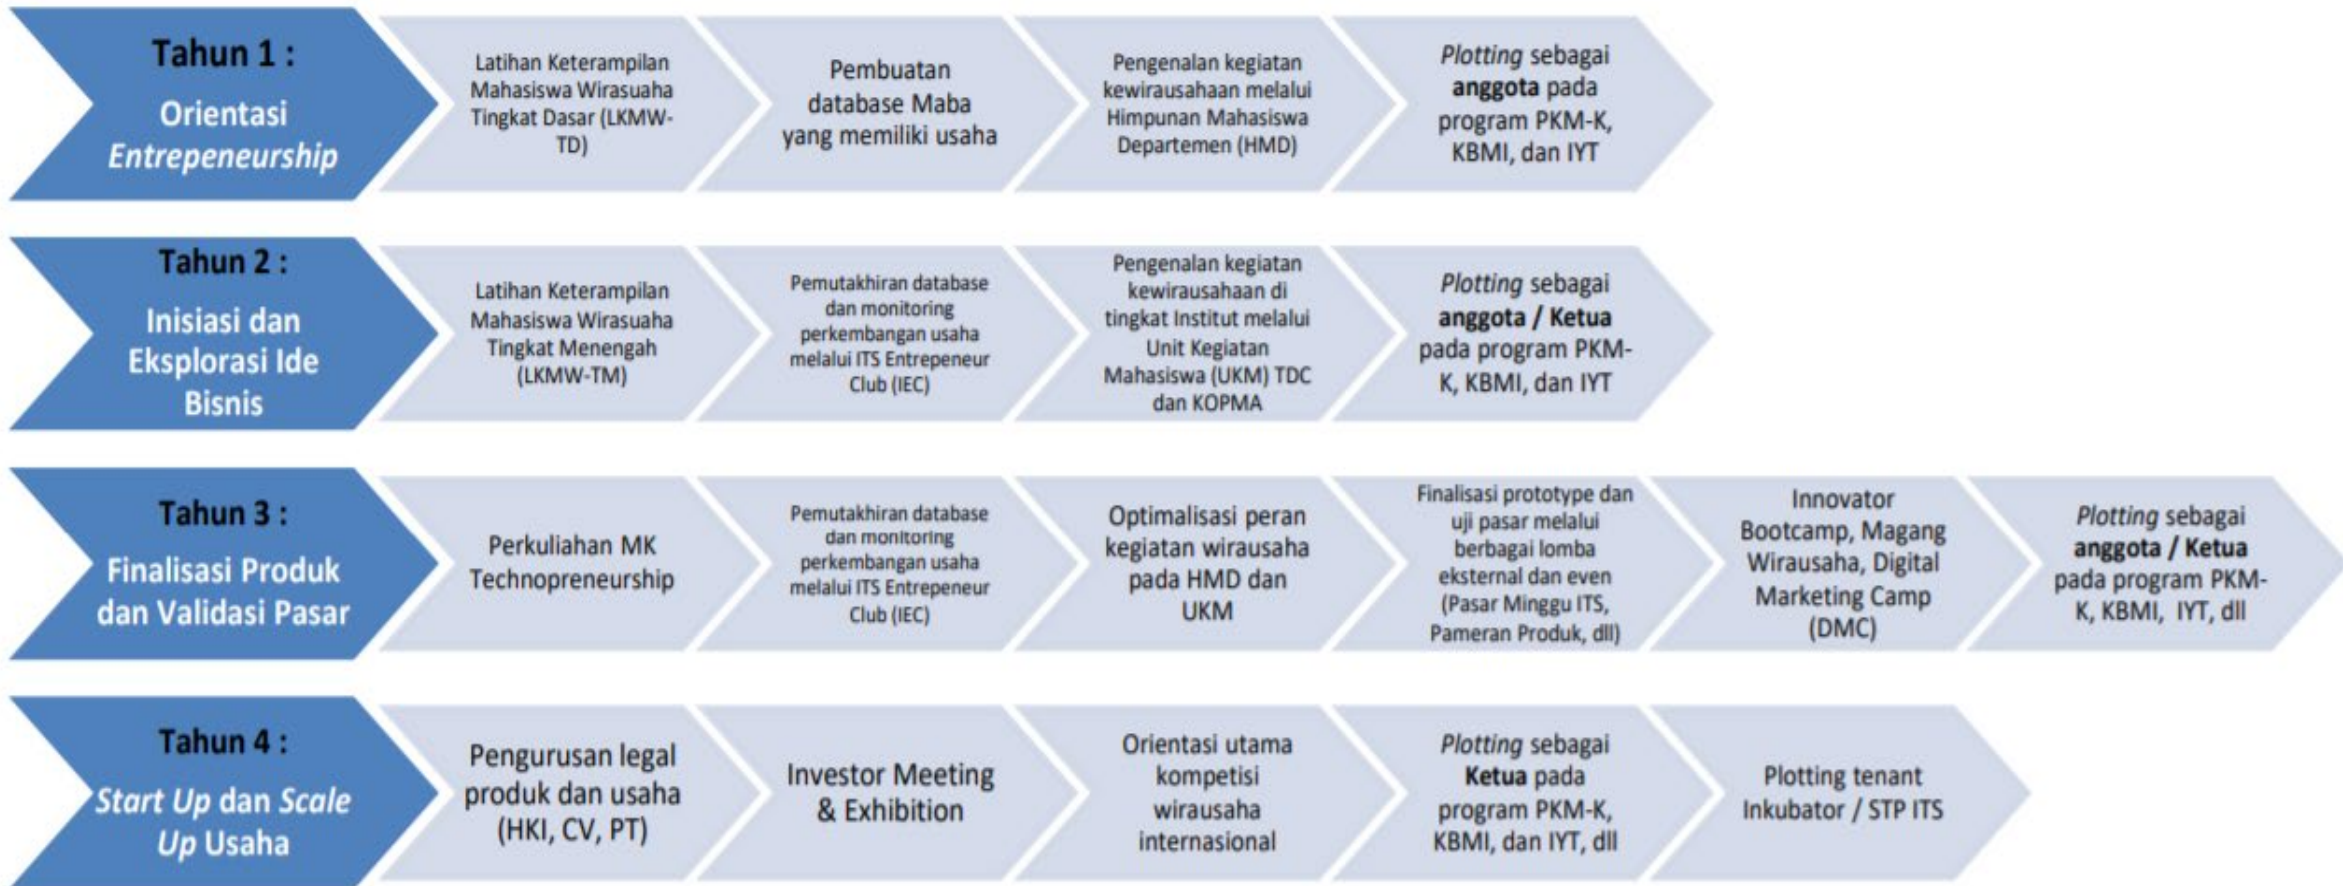 Tahun 1 :
Orientasi
Entrepeneurship
Latihan Keterampilan
Mahasiswa Wirasuaha
Tingkat Dasar (LKMW-
TD)
Pembuatan
database Maba
yang memiliki usaha
Pengenalan kegiatan
kewirausahaan melalui
Himpunan Mahasiswa
Departemen (HMD)
Plotting sebagai
anggota pada
program PKM-K,
KBMI, dan IYT
Tahun 2 :
Inisiasi dan
Eksplorasi Ide
Bisnis
Latihan Keterampilan
Mahasiswa Wirasuaha
Tingkat Menengah
(LKMW-TM)
Pemutakhiran database
dan monitoring
perkembangan usaha
melalui ITS Entrepeneur
Club (IEC)
Pengenalan kegiatan
kewirausahaan di
tingkat Institut melalui
Unit Kegiatan
Mahasiswa (UKM) TDC
dan KOPMA
Plotting sebagai
anggota / Ketua
pada program PKM-
K, KBMI, dan IYT
Tahun 3 :
Finalisasi Produk
dan Validasi Pasar
Perkuliahan MK
Technopreneurship
Pemutakhiran database
dan monitoring
perkembangan usaha
melalui ITS Entrepeneur
Club (IEC)
Optimalisasi peran
kegiatan wirausaha
pada HMD dan
UKM
Finalisasi prototype dan
uji pasar melalui
berbagai lomba
eksternal dan even
(Pasar Minggu ITS,
Pameran Produk, dll)
Innovator
Bootcamp, Magang
Wirausaha, Digital
Marketing Camp
(DMC)
Plotting sebagai
anggota / Ketua
pada program PKM-
K, KBMI, IYT, dll
Tahun 4 :
Start Up dan Scale
Up Usaha
Pengurusan legal
produk dan usaha
(HKI, CV, PT)
Investor Meeting
& Exhibition
Orientasi utama
kompetisi
wirausaha
internasional
Plotting sebagai
Ketua pada
program PKM-K,
KBMI, dan IYT, dll
Plotting tenant
Inkubator / STP ITS